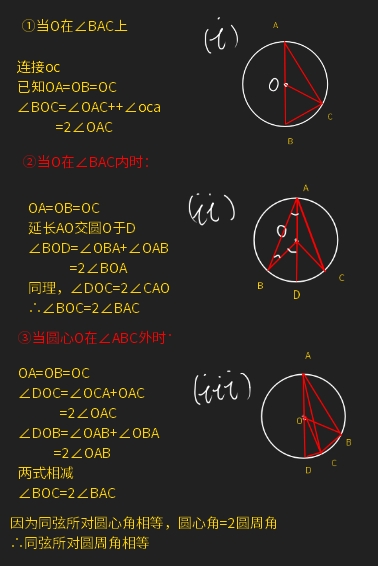 ①当O在∠BAC上
(i)
A
O
C
B
连接oc
已知OA=OB=OC
∠BOC=∠OAC++∠oca
=2∠OAC
②当O在∠BAC内时:
(ii)
A
O
B
C
D
OA=OB=OC
延长AO交圆O于D
∠BOD=∠OBA+∠OAB
=2∠BOA
同理，∠DOC=2∠CAO
∴∠BOC=2∠BAC
③当圆心O在∠ABC外时·
(iii)
A
O
B
C
D
OA=OB=OC
∠DOC=∠OCA+OAC
=2∠OAC
∠DOB=∠OAB+∠OBA
=2∠OAB
两式相减
∠BOC=2∠BAC
因为同弦所对圆心角相等，圆心角=2圆周角
∴同弦所对圆周角相等